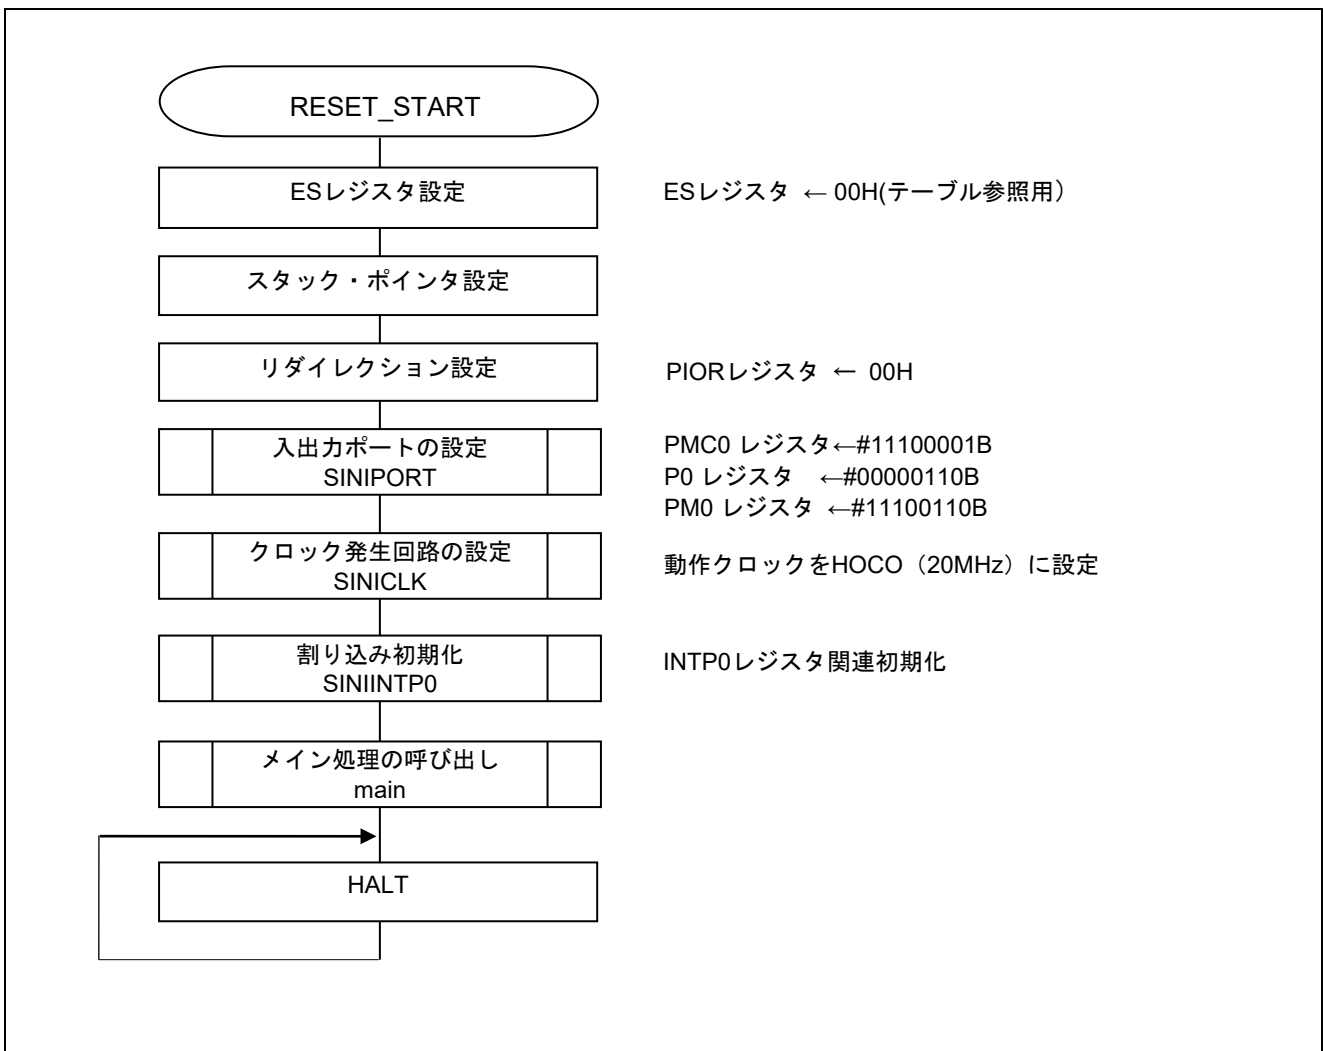 RESET_START
ESレジスタ設定
ESレジスタ ← 00H(テーブル参照用）
スタック・ポインタ設定
リダイレクション設定
PIORレジスタ ← 00H
入出力ポートの設定
SINIPORT
PMC0 レジスタ←#11100001B
P0 レジスタ ←#00000110B
PM0 レジスタ ←#11100110B
クロック発生回路の設定
SINICLK
動作クロックをHOCO（20MHz）に設定
割り込み初期化
SINIINTP0
INTP0レジスタ関連初期化
メイン処理の呼び出し
main
HALT